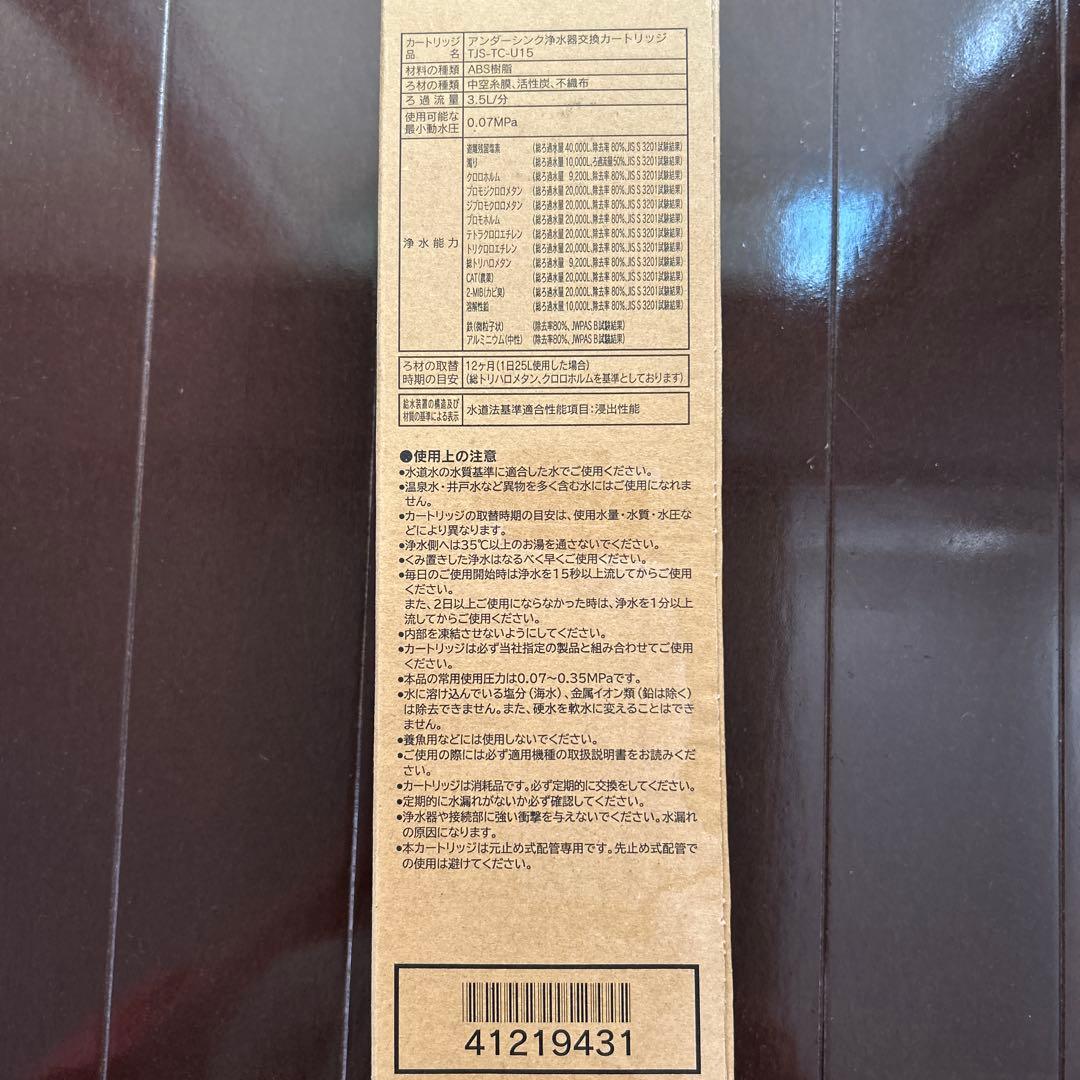 カートリッジ品名 アンダーシンク浄水器交換カートリッジ
TJS-TC-U15
材料の種類 ABS樹脂
ろ材の種類 中空糸膜、活性炭、不織布
ろ過流量 3.5L/分
使用可能な最小動水圧 0.07MPa
浄水能力
遊離残留塩素 (総ろ過水量 40,000L、除去率 80%、JIS S 3201試験結果)
濁り (総ろ過水量 10,000L、ろ過流量50%、JIS S 3201試験結果)
クロロホルム (総ろ過水量 9,200L、除去率 80%、JIS S 3201試験結果)
ブロモジクロロメタン (総ろ過水量 20,000L、除去率 80%、JIS S 3201試験結果)
ジブロモクロロメタン (総ろ過水量 20,000L、除去率 80%、JIS S 3201試験結果)
ブロモホルム (総ろ過水量 20,000L、除去率 80%、JIS S 3201試験結果)
テトラクロロエチレン (総ろ過水量 20,000L、除去率 80%、JIS S 3201試験結果)
トリクロロエチレン (総ろ過水量 20,000L、除去率 80%、JIS S 3201試験結果)
総トリハロメタン (総ろ過水量 9,200L、除去率 80%、JIS S 3201試験結果)
CAT(農薬) (総ろ過水量 20,000L、除去率 80%、JIS S 3201試験結果)
2-MIB(カビ臭) (総ろ過水量 20,000L、除去率 80%、JIS S 3201試験結果)
溶解性鉛 (総ろ過水量 10,000L、除去率 80%、JIS S 3201試験結果)
鉄(微粒子状) (除去率80%、JWPAS B試験結果)
アルミニウム(中性) (除去率80%、JWPAS B試験結果)
ろ材の取替時期の目安 12ヶ月(1日25L使用した場合)
(総トリハロメタン、クロロホルムを基準としております)
給水装置の構造及び材質の基準による表示 水道法基準適合性能項目:浸出性能
●使用上の注意
●水道水の水質基準に適合した水でご使用ください。
●温泉水・井戸水など異物を多く含む水にはご使用になれま
せん。
●カートリッジの取替時期の目安は、使用水量・水質・水圧な
どにより異なります。
●浄水側へは35℃以上のお湯を通さないでください。
●くみ置きした浄水はなるべく早くご使用ください。
●毎日のご使用開始時は浄水を15秒以上流してからご使用
ください。
また、2日以上ご使用にならなかった時は、浄水を1分以上
流してからご使用ください。
●内部を凍結させないようにしてください。
●カートリッジは必ず当社指定の製品と組み合わせてご使用
ください。
●本品の常用使用圧力は0.07〜0.35MPaです。
●水に溶け込んでいる塩分(海水)、金属イオン類(鉛は除く)
は除去できません。また、硬水を軟水に変えることはでき
ません。
●養魚用などには使用しないでください。
●ご使用の際には必ず適用機種の取扱説明書をお読みくだ
さい。
●カートリッジは消耗品です。必ず定期的に交換をしてください。
●定期的に水漏れがないか必ず確認してください。
●浄水器や接続部に強い衝撃を与えないでください。水漏れ
の原因になります。
●本カートリッジは元止め式配管専用です。先止め式配管で
の使用は避けてください。
41219431